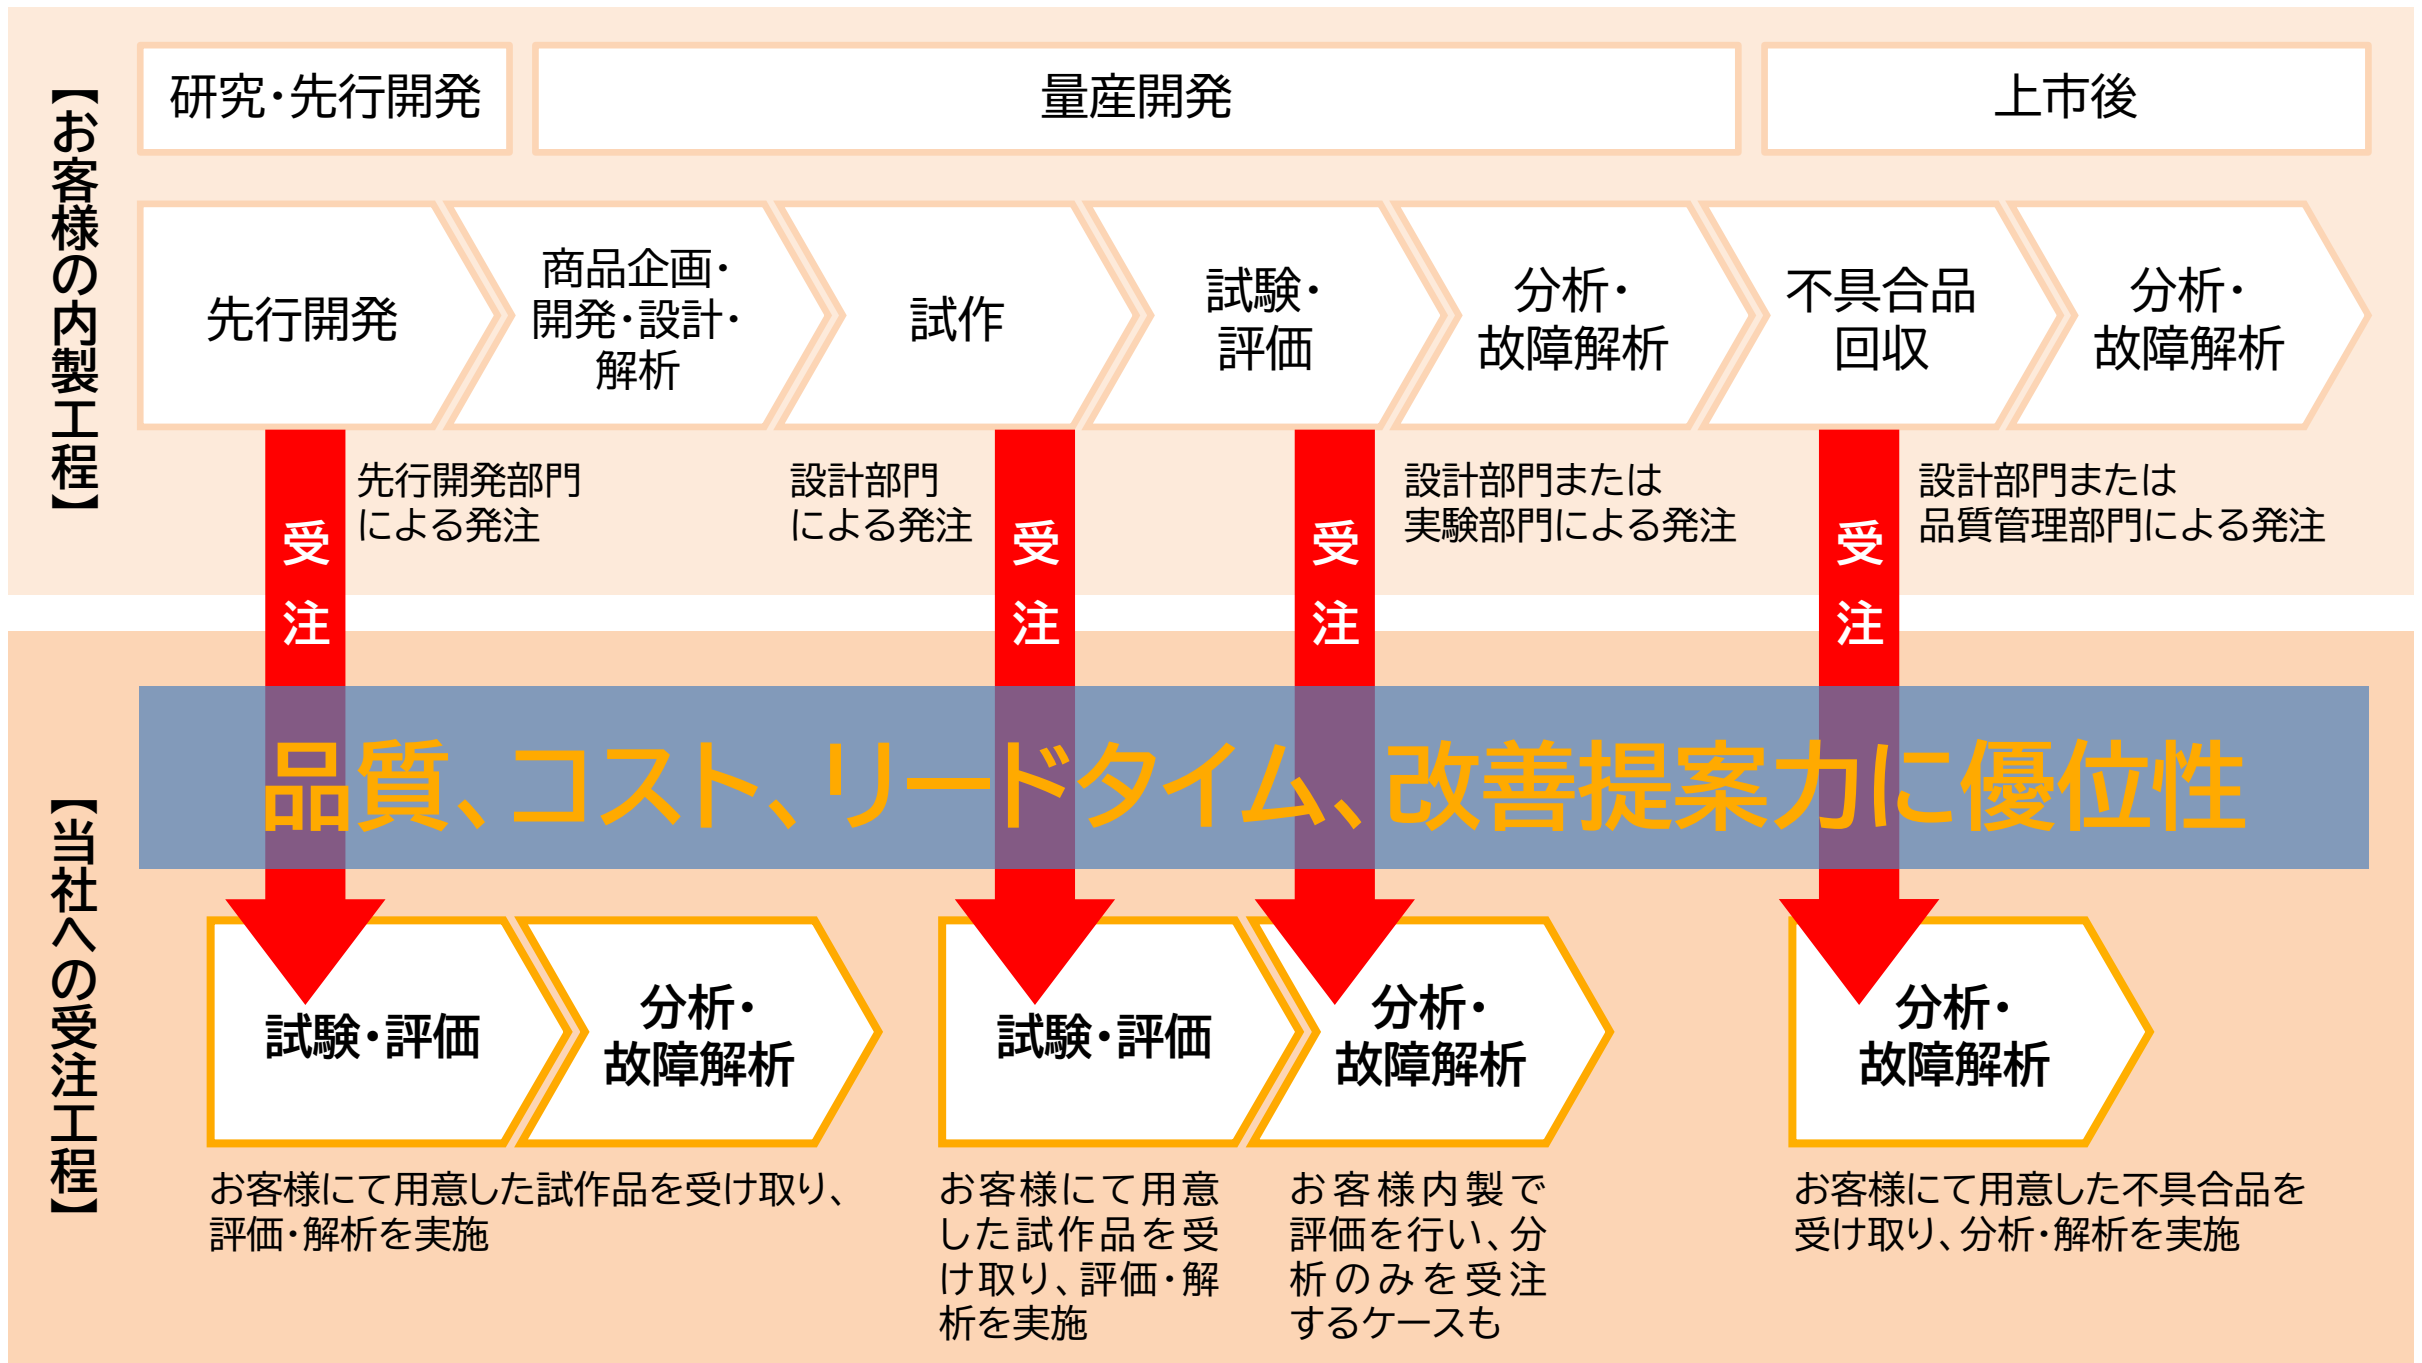 【お客様の内製工程】
研究・先行開発
量産開発
上市後
先行開発
商品企画・
開発・設計・
解析
試作
試験・
評価
分析・
故障解析
不具合品
回収
分析・
故障解析
受注
先行開発部門
による発注
設計部門
による発注
受注
受注
設計部門または
実験部門による発注
受注
設計部門または
品質管理部門による発注
【当社への受注工程】
品質、コスト、リードタイム、改善提案力に優位性
試験・評価
分析・
故障解析
試験・評価
分析・
故障解析
分析・
故障解析
お客様にて用意した試作品を受け取り、
評価・解析を実施
お客様にて用意
した試作品を受
け取り、評価・解
析を実施
お客様内製で
評価を行い、分
析のみを受注
するケースも
お客様にて用意した不具合品を
受け取り、分析・解析を実施